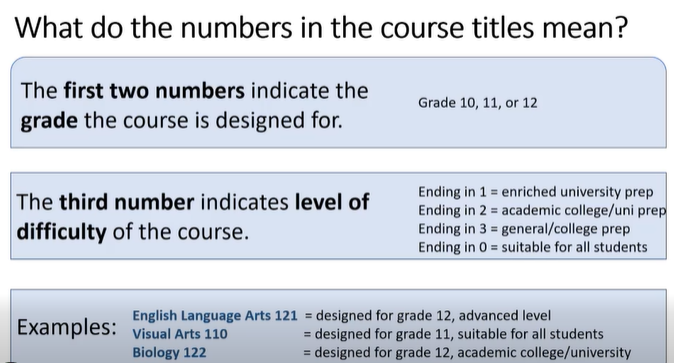 What do the numbers in the course titles mean?
The first two numbers indicate the
grade the course is designed for.
Grade 10, 11, or 12
The third number indicates level of
difficulty of the course.
Ending in 1 = enriched university prep
Ending in 2 = academic college/uni prep
Ending in 3 = general/college prep
Ending in 0 = suitable for all students
Examples:
English Language Arts 121 = designed for grade 12, advanced level
Visual Arts 110 = designed for grade 11, suitable for all students
Biology 122 = designed for grade 12, academic college/university